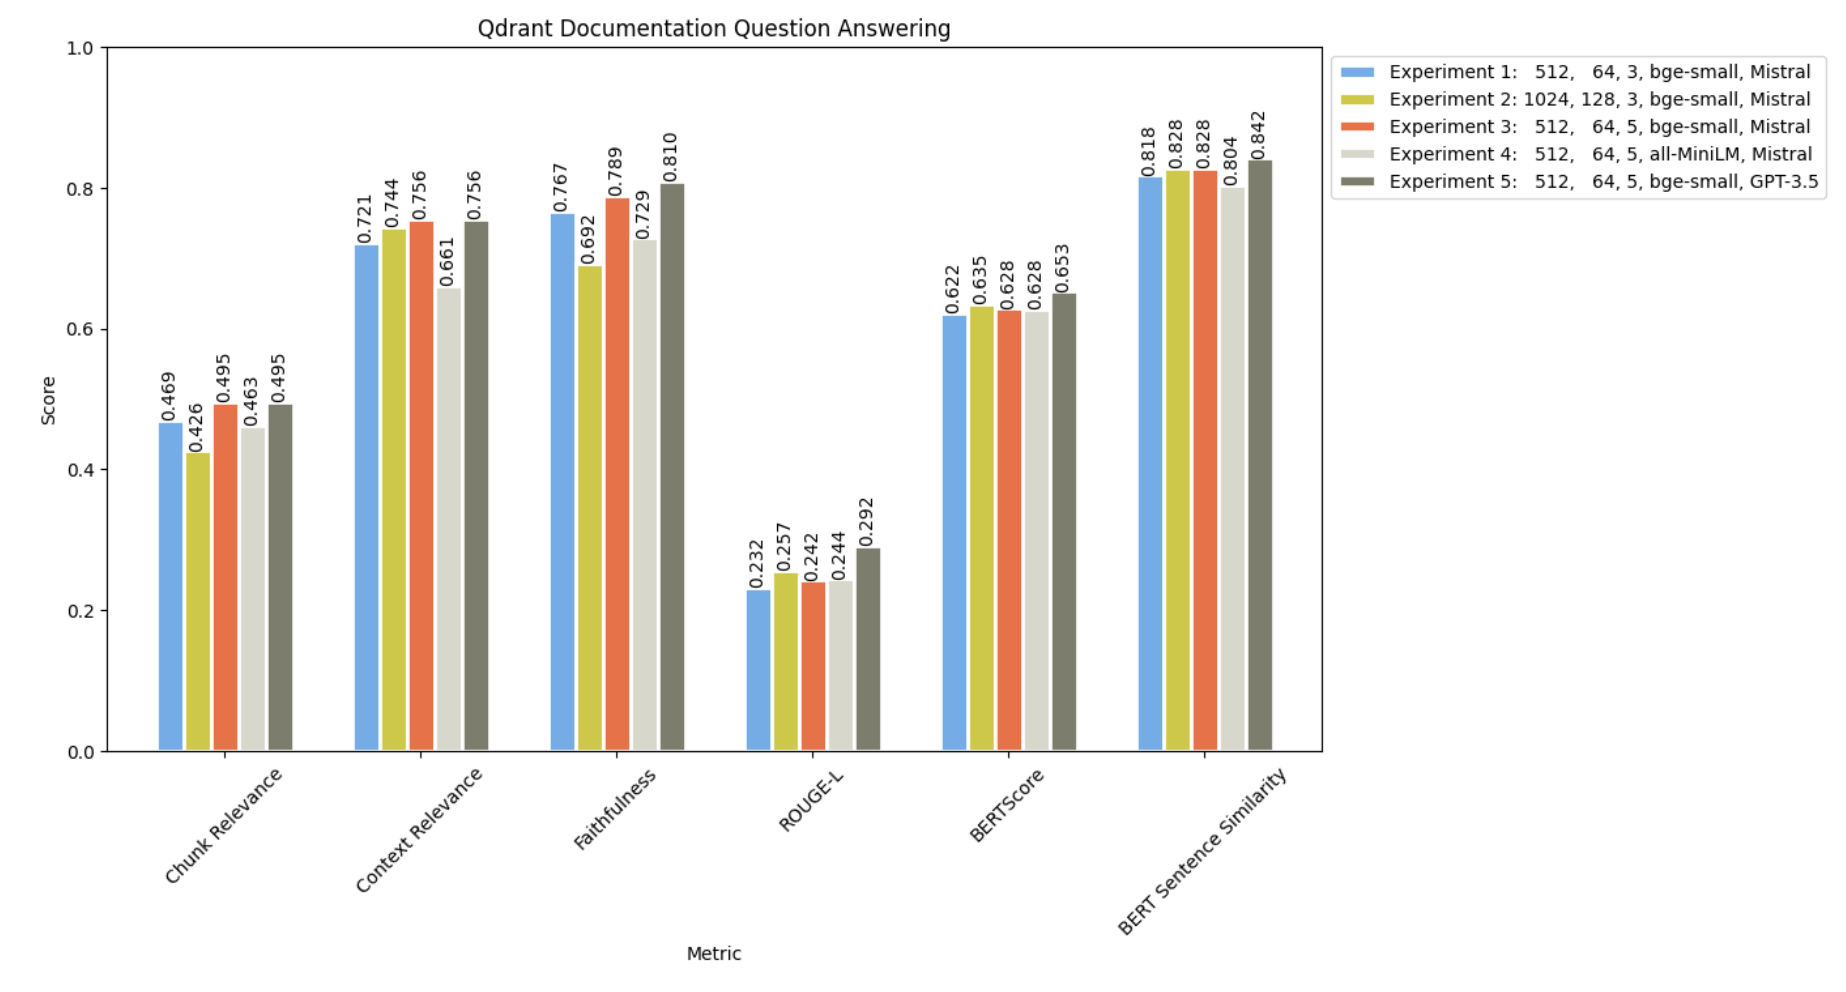 Qdrant Documentation Question Answering
1.0
0.8
0.6
0.4
0.2
0.0
Score
0.469
0.426
0.495
0.463
0.495
0.721
0.744
0.756
0.661
0.756
0.767
0.692
0.789
0.729
0.810
0.232
0.257
0.242
0.244
0.292
0.622
0.635
0.628
0.628
0.653
0.818
0.828
0.828
0.804
0.842
Chunk Relevance
Context Relevance
Faithfulness
ROUGE-L
BERTScore
BERT Sentence Similarity
Metric
Experiment 1:   512,   64, 3, bge-small, Mistral
Experiment 2: 1024, 128, 3, bge-small, Mistral
Experiment 3:   512,   64, 5, bge-small, Mistral
Experiment 4:   512,   64, 5, all-MiniLM, Mistral
Experiment 5:   512,   64, 5, bge-small, GPT-3.5